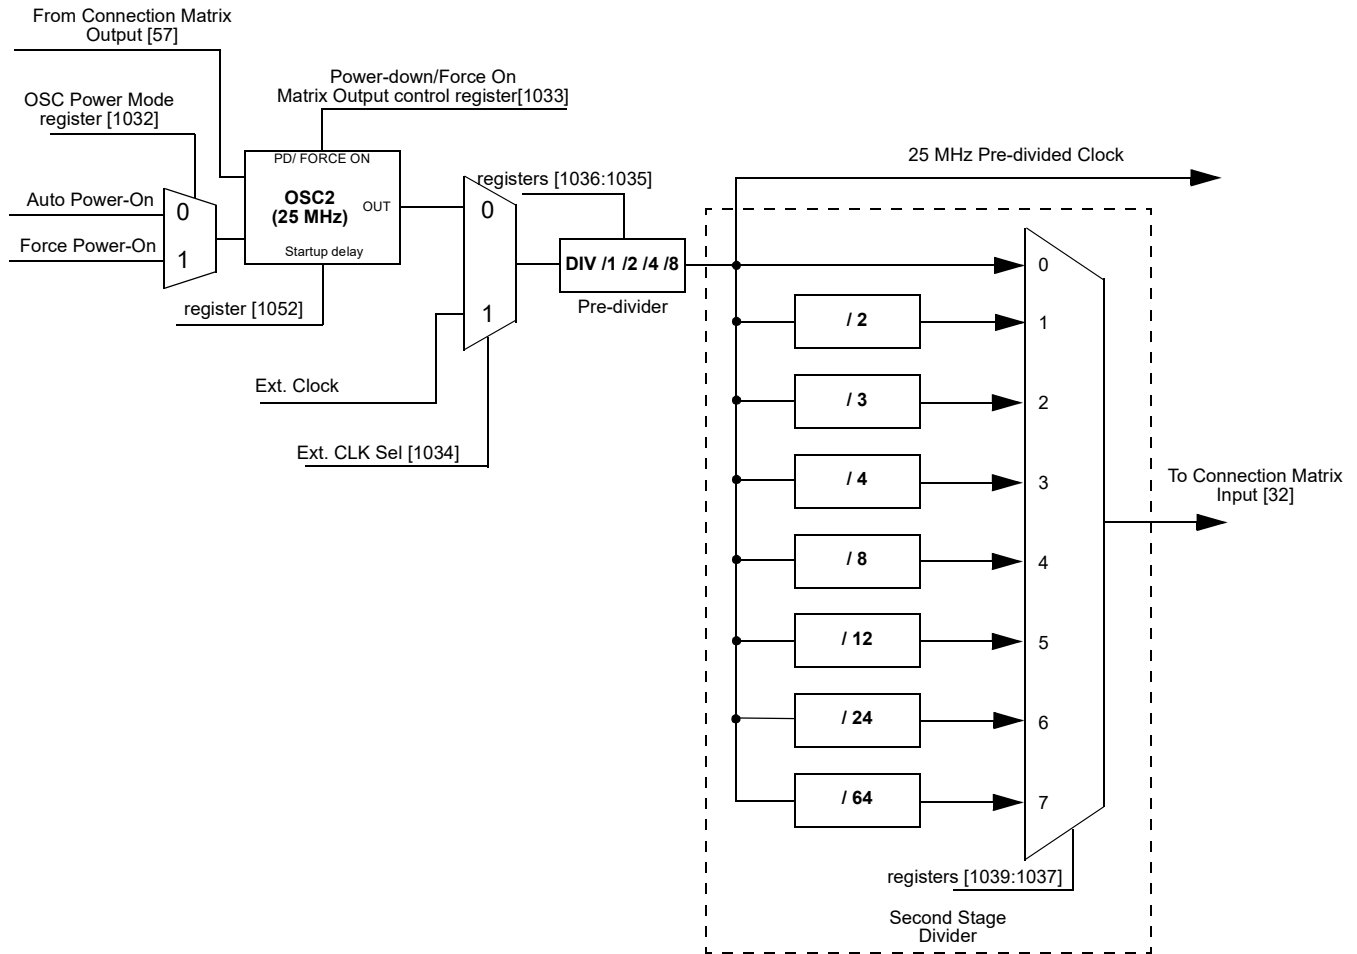 From Connection Matrix
Output [57]
Power-down/Force On
Matrix Output control register[1033]
OSC Power Mode
register [1032]
PD/ FORCE ON
OSC2
(25 MHz)
OUT
Startup delay
Auto Power-On
0
Force Power-On
1
register [1052]
0
1
Ext. Clock
Ext. CLK Sel [1034]
registers [1036:1035]
DIV /1 /2 /4 /8
Pre-divider
25 MHz Pre-divided Clock
0
/ 2
1
/ 3
2
/ 4
3
/ 8
4
/ 12
5
/ 24
6
/ 64
7
registers [1039:1037]
Second Stage
Divider
To Connection Matrix
Input [32]